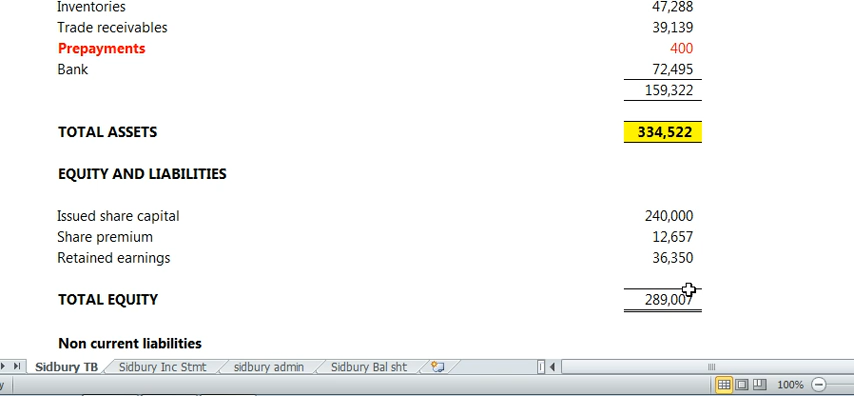 Inventories 47,288
Trade receivables 39,139
Prepayments 400
Bank 72,495
159,322
TOTAL ASSETS 334,522
EQUITY AND LIABILITIES
Issued share capital 240,000
Share premium 12,657
Retained earnings 36,350
TOTAL EQUITY 289,007
Non current liabilities
Sidbury TB Sidbury Inc Stmt sidbury admin Sidbury Bal sht
y 100%